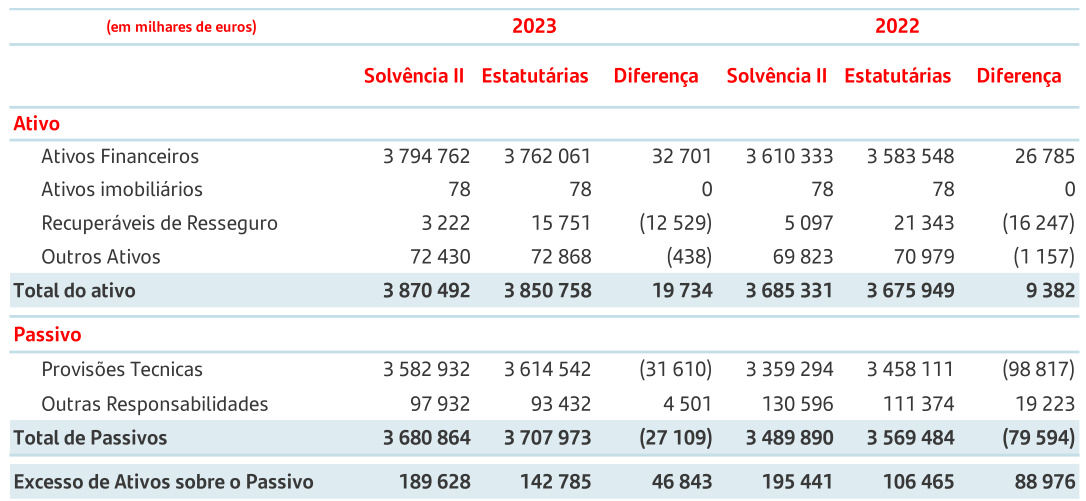 (em milhares de euros) 2023 2022
Solvência II Estatutárias Diferença Solvência II Estatutárias Diferença
Ativo
Ativos Financeiros 3 794 762 3 762 061 32 701 3 610 333 3 583 548 26 785
Ativos imobiliários 78 78 0 78 78 0
Recuperáveis de Resseguro 3 222 15 751 (12 529) 5 097 21 343 (16 247)
Outros Ativos 72 430 72 868 (438) 69 823 70 979 (1 157)
Total do ativo 3 870 492 3 850 758 19 734 3 685 331 3 675 949 9 382
Passivo
Provisões Tecnicas 3 582 932 3 614 542 (31 610) 3 359 294 3 458 111 (98 817)
Outras Responsabilidades 97 932 93 432 4 501 130 596 111 374 19 223
Total de Passivos 3 680 864 3 707 973 (27 109) 3 489 890 3 569 484 (79 594)
Excesso de Ativos sobre o Passivo 189 628 142 785 46 843 195 441 106 465 88 976